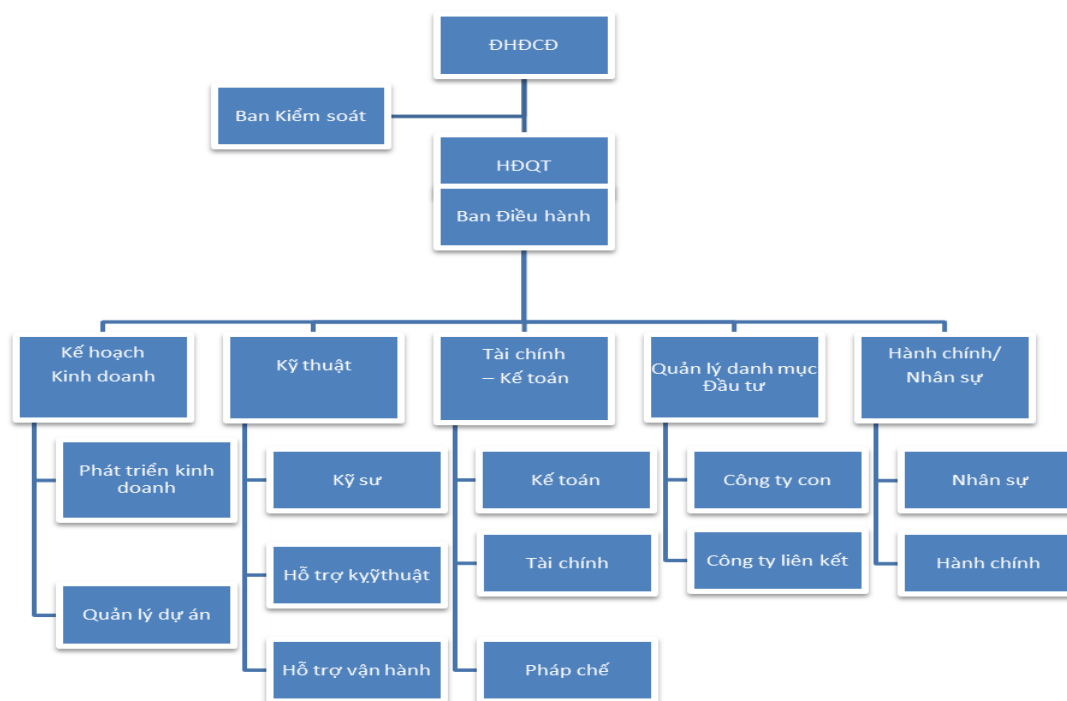 ĐHĐCĐ
Ban Kiểm soát
HĐQT
Ban Điều hành
Kế hoạch
Kinh doanh
Kỹ thuật
Tài chính
– Kế toán
Quản lý danh mục
Đầu tư
Hành chính/
Nhân sự
Phát triển kinh
doanh
Quản lý dự án
Kỹ sư
Hỗ trợ kỵỹthuật
Hỗ trợ vận hành
Kế toán
Tài chính
Pháp chế
Công ty con
Công ty liên kết
Nhân sự
Hành chính